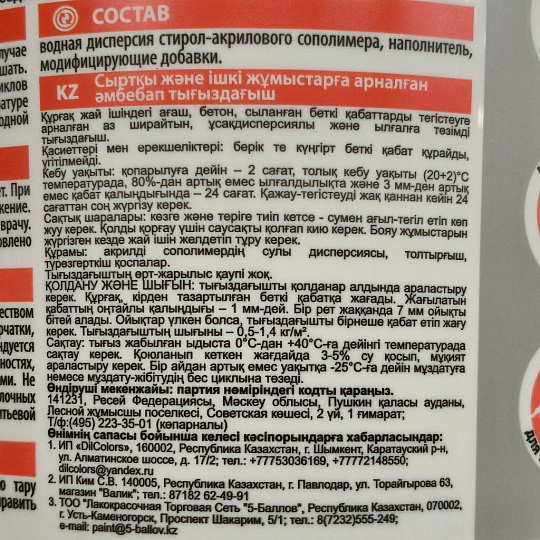 СОСТАВ
водная дисперсия стирол-акрилового сополимера, наполнитель,
модифицирующие добавки.
KZ Сыртқы және ішкі жұмыстарға арналған
әмбебап тығыздағыш
Құрғақ жай ішіндегі ағаш, бетон, сыланған беткі қабаттарды тегістеуге
арналған аз ширайтын, ұсақдисперсиялы және ылғалға төзімді
тығыздағыш.
Қасиеттері мен ерекшеліктері: берік те күңгірт беткі қабат құрайды,
үгітілмейді.
Кебу уақыты: қопарылуға дейін – 2 сағат, толық кебу уақыты (20+2)°С
температурада, 80%-дан артық емес ылғалдылықта және 3 мм-ден артық
емес қабат қалыңдығында – 24 сағат. Қажау-тегістеуді жақ қаннан кейін 24
сағаттан соң жүргізу керек.
Сақтық шаралары: көзге және теріге тиіп кетсе - сумен ағыл-тегіл етіп көп
жуу керек. Қолды қорғау үшін саусақты қолғап кию керек. Бояу жұмыстарын
жүргізген кезде жай ішін желдетіп тұру керек.
Құрамы: акрилді сополимердің сулы дисперсиясы, толтырғыш,
түрөзгерткіш қоспалар.
Тығыздағыштың өрт-жарылыс қаупі жоқ.
ҚОЛДАНУ ЖӘНЕ ШЫҒЫН: тығыздағышты қолданар алдында араластыру
керек. Құрғақ, кірден тазартылған беткі қабатқа жағады. Жағылатын
қабаттың оңтайлы қалыңдығы – 1 мм-дей. Бір рет жаққанда 7 мм ойықты
бітей алады. Ойықтар үлкен болса, тығыздағышты бірнеше қабат етіп жағу
керек. Тығыздағыштың шығыны – 0,5-1,4 кг/м².
Сақтау: тығыз жабылған ыдыста 0°С-дан +40°С-ға дейінгі температурада
сақтау керек. Қоюланып кеткен жағдайда 3-5% су қосып, мұқият
араластыру керек. Бір айдан артық емес уақытқа -25°С-ға дейін мұздатуға
немесе мұздату-жібітудің бес цикліна төзеді.
Өндіруші мекенжайы: партия нөміріндегі кодты қараңыз.
141231, Ресей Федерациясы, Мәскеу облысы, Пушкин қаласы ауданы,
Лесной жұмысшы поселкесі, Советская көшесі, 2 үй, 1 ғимарат;
Т/ф:(495) 223-35-01 (көпарналы)
Өнімнің сапасы бойынша келесі кәсіпорындарға хабарласыңдар:
1. ИП «DilColors», 160002, Республика Казахстан, г. Шымкент, Каратауский р-н,
ул. Алматинское шоссе, д. 17/2; тел.: +77753036169, +77772148550;
dilcolors@yandex.ru
2. ИП Ким С.В. 140005, Республика Казахстан, г. Павлодар, ул. Торайгырова 63,
магазин "Валик"; тел.: 87182 62-49-91
3. ТОО "Лакокрасочная Торговая Сеть "5-Баллов", Республика Казахстан, 070002,
г. Усть-Каменогорск, Проспект Шакарим, 5/1; тел.: 8(7232)555-249;
e-mail: paint@5-ballov.kz